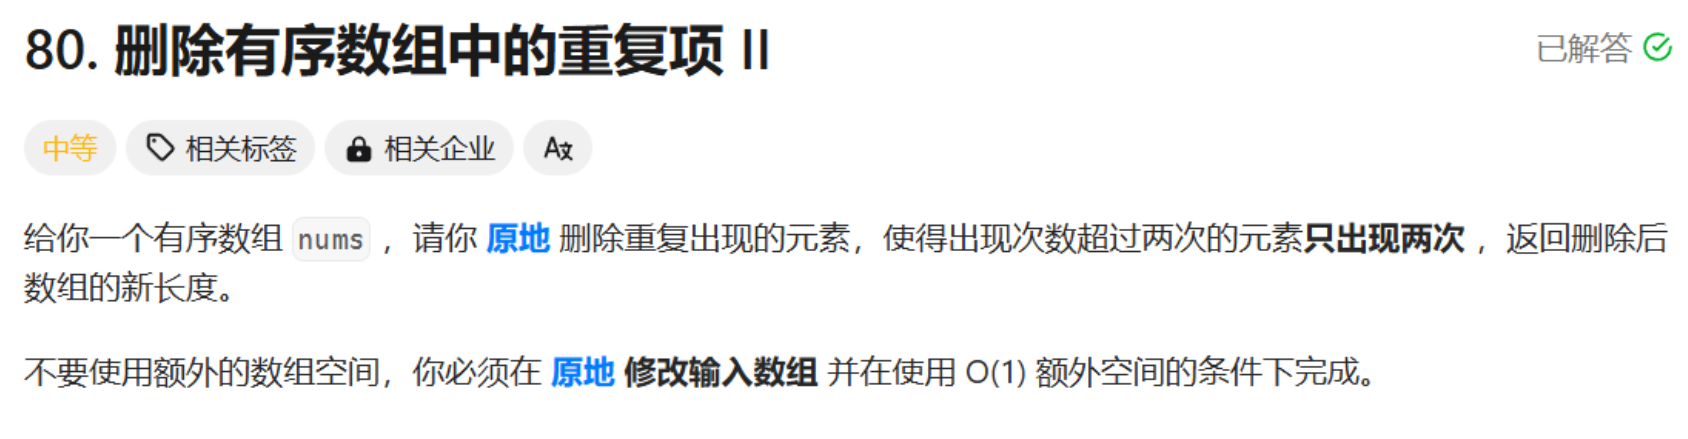 80. 删除有序数组中的重复项 II
已解答
中等 相关标签 相关企业 A文
给你一个有序数组 nums ，请你 原地 删除重复出现的元素，使得出现次数超过两次的元素只出现两次 ，返回删除后
数组的新长度。
不要使用额外的数组空间，你必须在 原地 修改输入数组 并在使用 O(1) 额外空间的条件下完成。